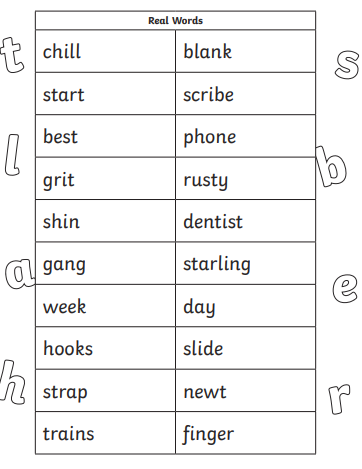 Real Words
chill blank
start scribe
best phone
grit rusty
shin dentist
gang starling
week day
hooks slide
strap newt
trains finger
t
s
l
b
a
e
h
r